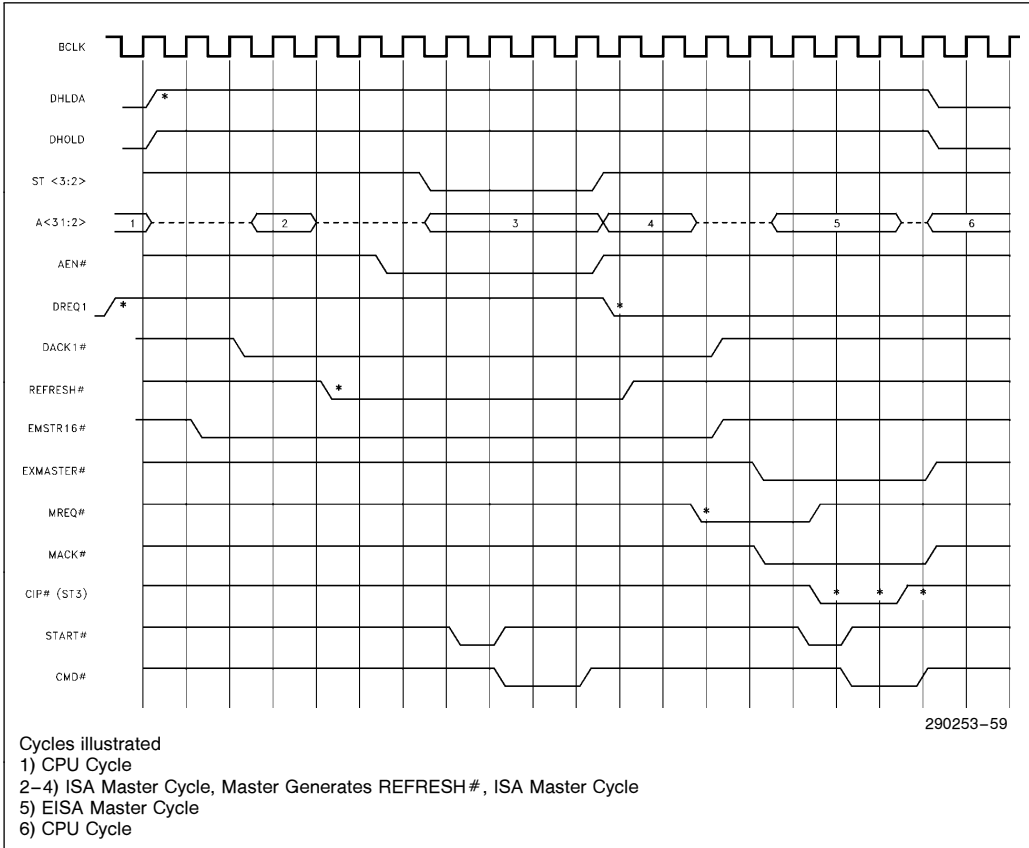 BCLK
DHLDA *
DHOLD
ST <3:2>
A<31:2> 1 2 3 4 5 6
AEN#
DREQ1 * *
DACK1#
REFRESH# *
EMSTR16#
EXMASTER#
MREQ# *
MACK#
CIP# (ST3) * * *
START#
CMD#
290253-59
Cycles illustrated
1) CPU Cycle
2–4) ISA Master Cycle, Master Generates REFRESH#, ISA Master Cycle
5) EISA Master Cycle
6) CPU Cycle